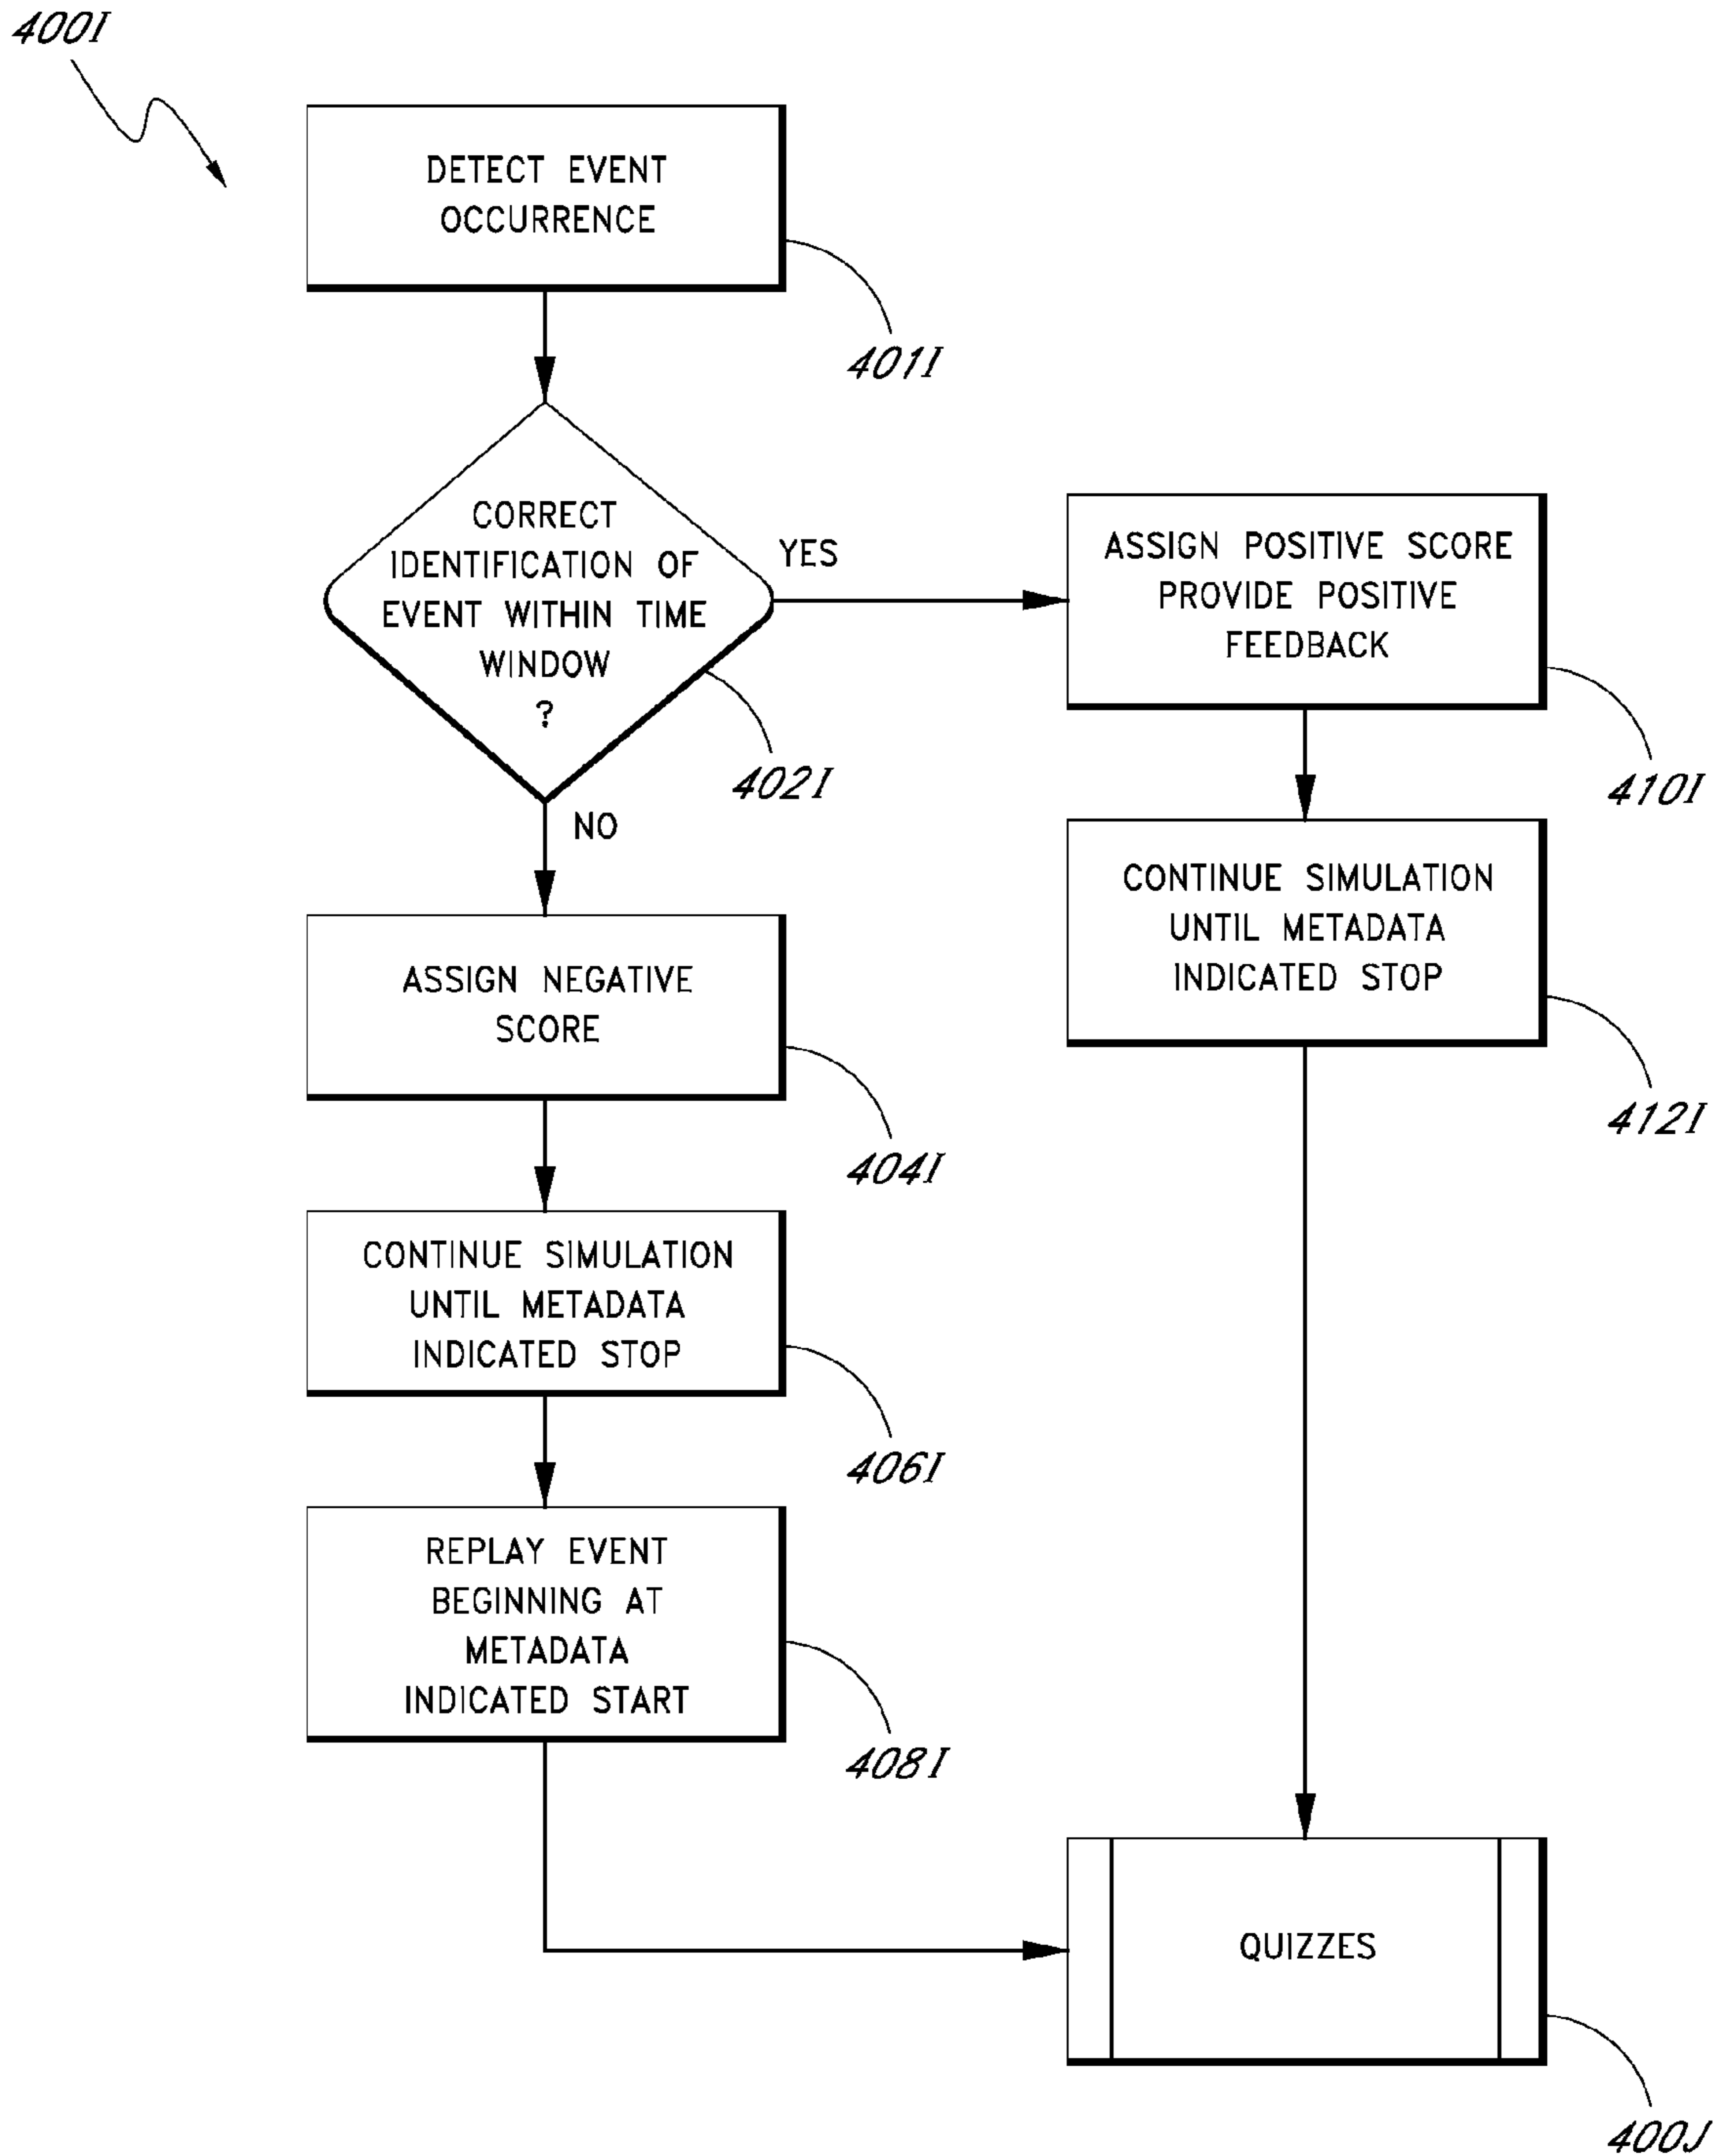 400I
DETECT EVENT
OCCURRENCE
401I
CORRECT
IDENTIFICATION OF
EVENT WITHIN TIME
WINDOW
?
402I
YES
NO
ASSIGN POSITIVE SCORE
PROVIDE POSITIVE
FEEDBACK
410I
CONTINUE SIMULATION
UNTIL METADATA
INDICATED STOP
412I
ASSIGN NEGATIVE
SCORE
404I
CONTINUE SIMULATION
UNTIL METADATA
INDICATED STOP
406I
REPLAY EVENT
BEGINNING AT
METADATA
INDICATED START
408I
QUIZZES
400J